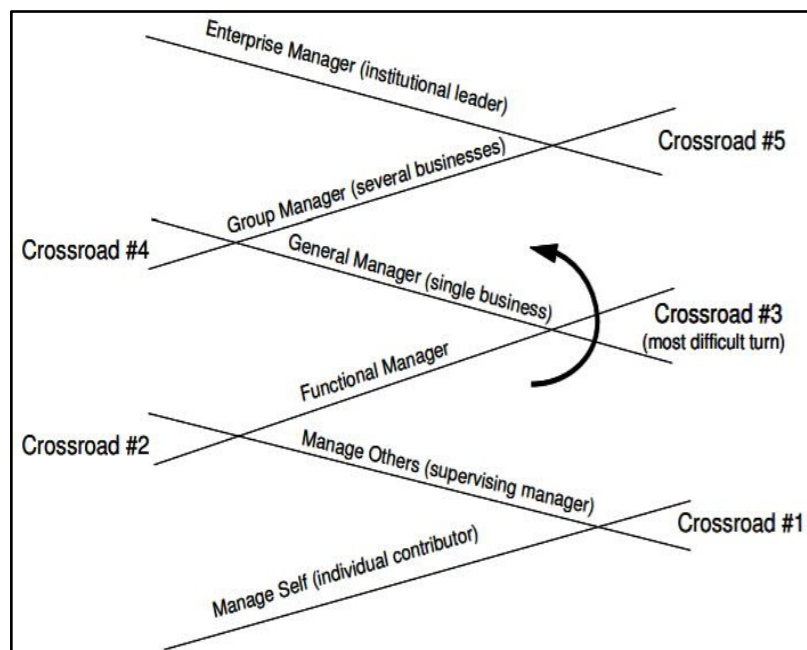 Enterprise Manager (institutional leader)
Crossroad #5
Group Manager (several businesses)
Crossroad #4
General Manager (single business)
Crossroad #3
(most difficult turn)
Functional Manager
Crossroad #2
Manage Others (supervising manager)
Crossroad #1
Manage Self (individual contributor)